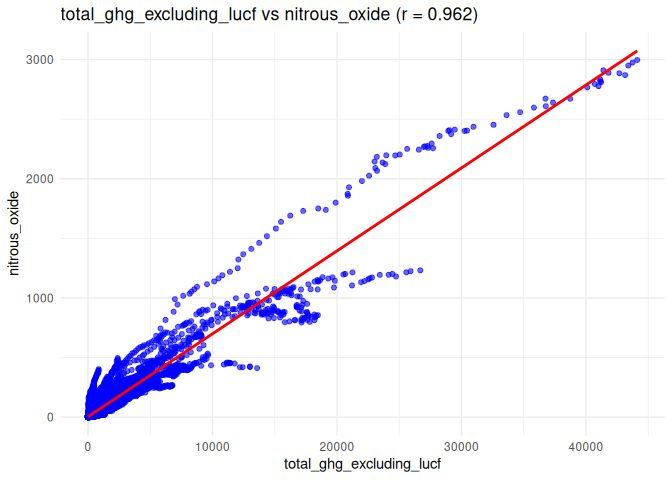 total_ghg_excluding_lucf vs nitrous_oxide (r = 0.962)
3000
2000
1000
0
nitrous_oxide
0 10000 20000 30000 40000
total_ghg_excluding_lucf